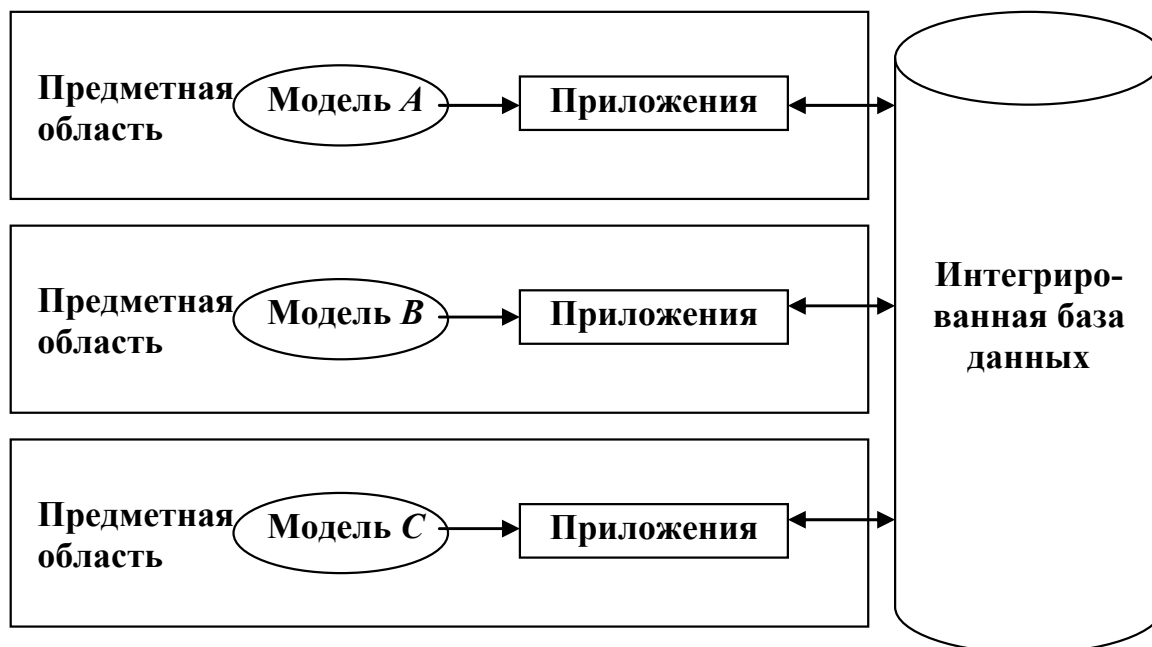 Предметная
область
Модель A
Приложения
Предметная
область
Модель B
Приложения
Предметная
область
Модель C
Приложения
Интегриро-
ванная база
данных